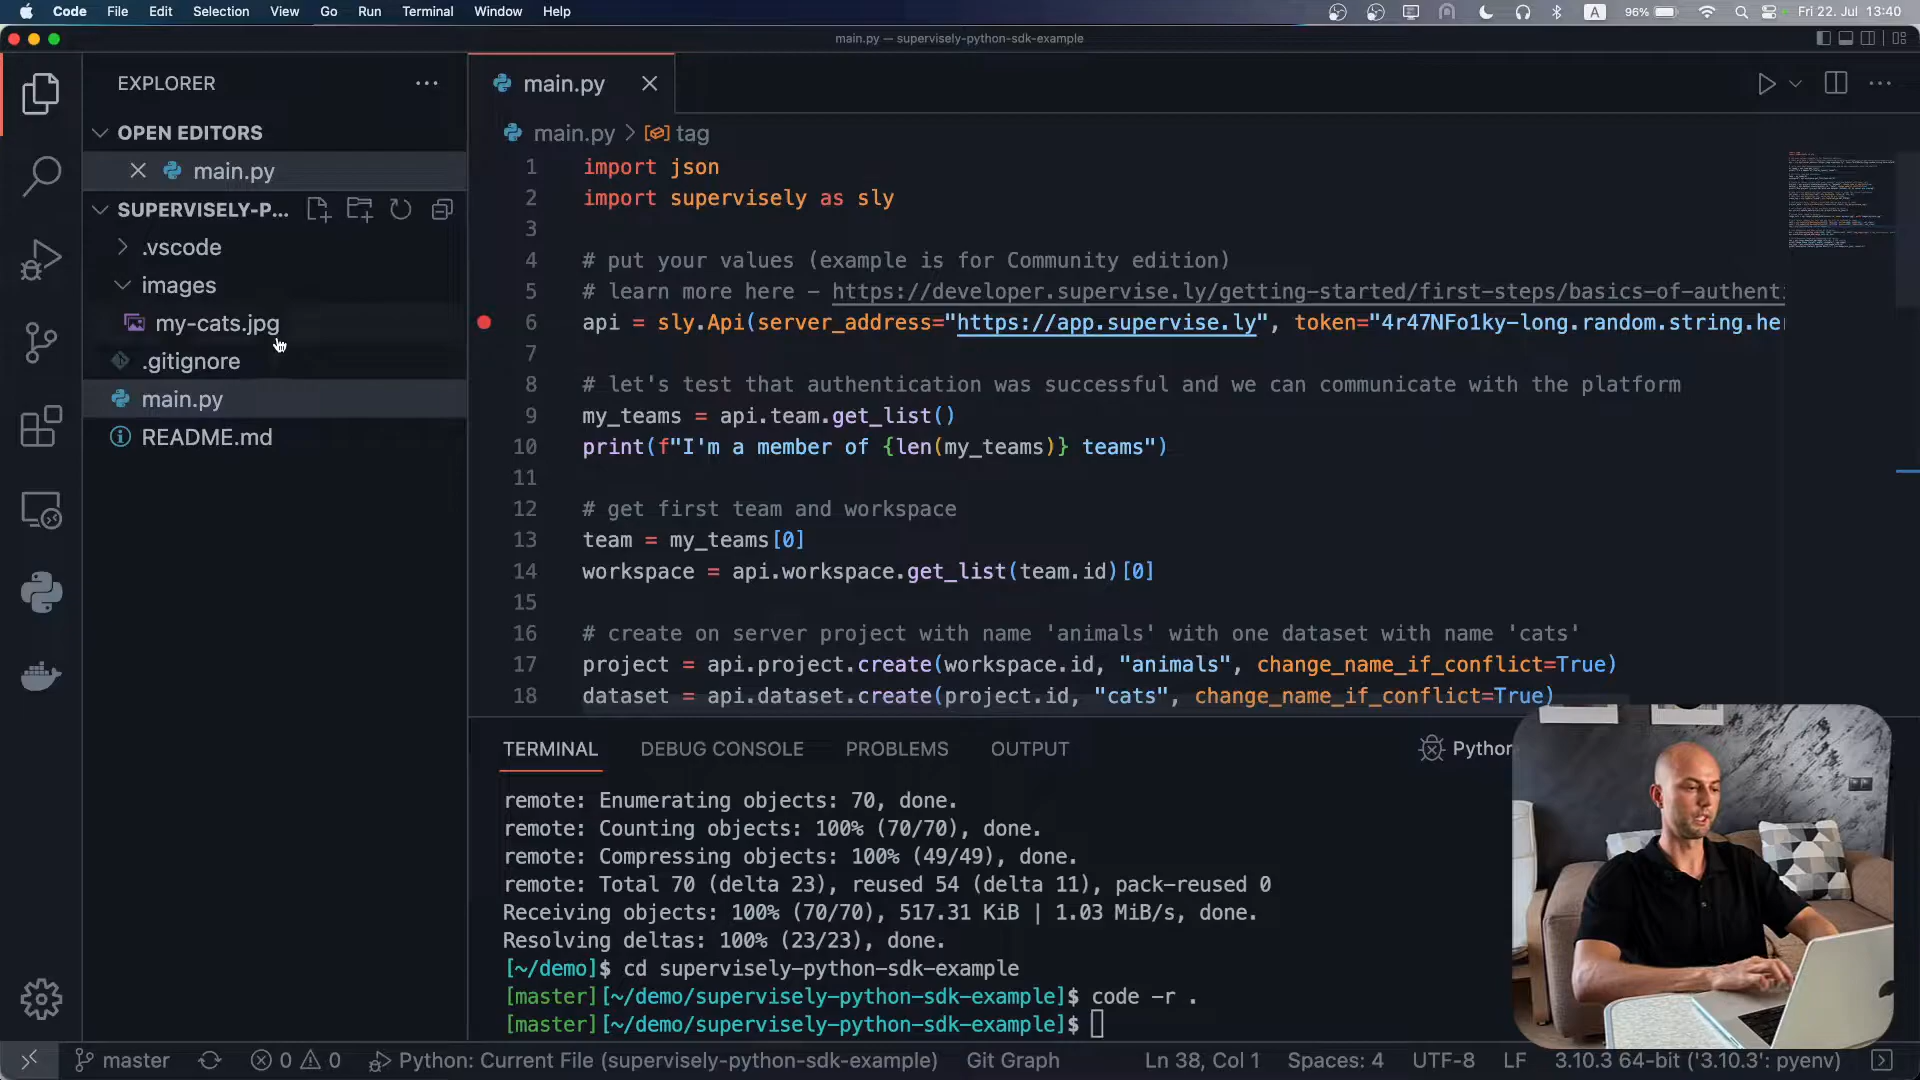 Code File Edit Selection View Go Run Terminal Window Help
A 96% Fri 22. Jul 13:40
main.py — supervisely-python-sdk-example
EXPLORER
OPEN EDITORS
main.py
SUPERVISELY-P...
.vscode
images
my-cats.jpg
.gitignore
main.py
README.md
main.py
main.py > tag
1 import json
2 import supervisely as sly
3
4 # put your values (example is for Community edition)
5 # learn more here - https://developer.supervise.ly/getting-started/first-steps/basics-of-authent
6 api = sly.Api(server_address="https://app.supervise.ly", token="4r47NFo1ky-long.random.string.he
7
8 # let's test that authentication was successful and we can communicate with the platform
9 my_teams = api.team.get_list()
10 print(f"I'm a member of {len(my_teams)} teams")
11
12 # get first team and workspace
13 team = my_teams[0]
14 workspace = api.workspace.get_list(team.id)[0]
15
16 # create on server project with name 'animals' with one dataset with name 'cats'
17 project = api.project.create(workspace.id, "animals", change_name_if_conflict=True)
18 dataset = api.dataset.create(project.id, "cats", change_name_if_conflict=True)
TERMINAL DEBUG CONSOLE PROBLEMS OUTPUT
Python
remote: Enumerating objects: 70, done.
remote: Counting objects: 100% (70/70), done.
remote: Compressing objects: 100% (49/49), done.
remote: Total 70 (delta 23), reused 54 (delta 11), pack-reused 0
Receiving objects: 100% (70/70), 517.31 KiB | 1.03 MiB/s, done.
Resolving deltas: 100% (23/23), done.
[~/demo]$ cd supervisely-python-sdk-example
[master][~/demo/supervisely-python-sdk-example]$ code -r .
[master][~/demo/supervisely-python-sdk-example]$
master 0 0 Python: Current File (supervisely-python-sdk-example) Git Graph Ln 38, Col 1 Spaces: 4 UTF-8 LF 3.10.3 64-bit ('3.10.3': pyenv)